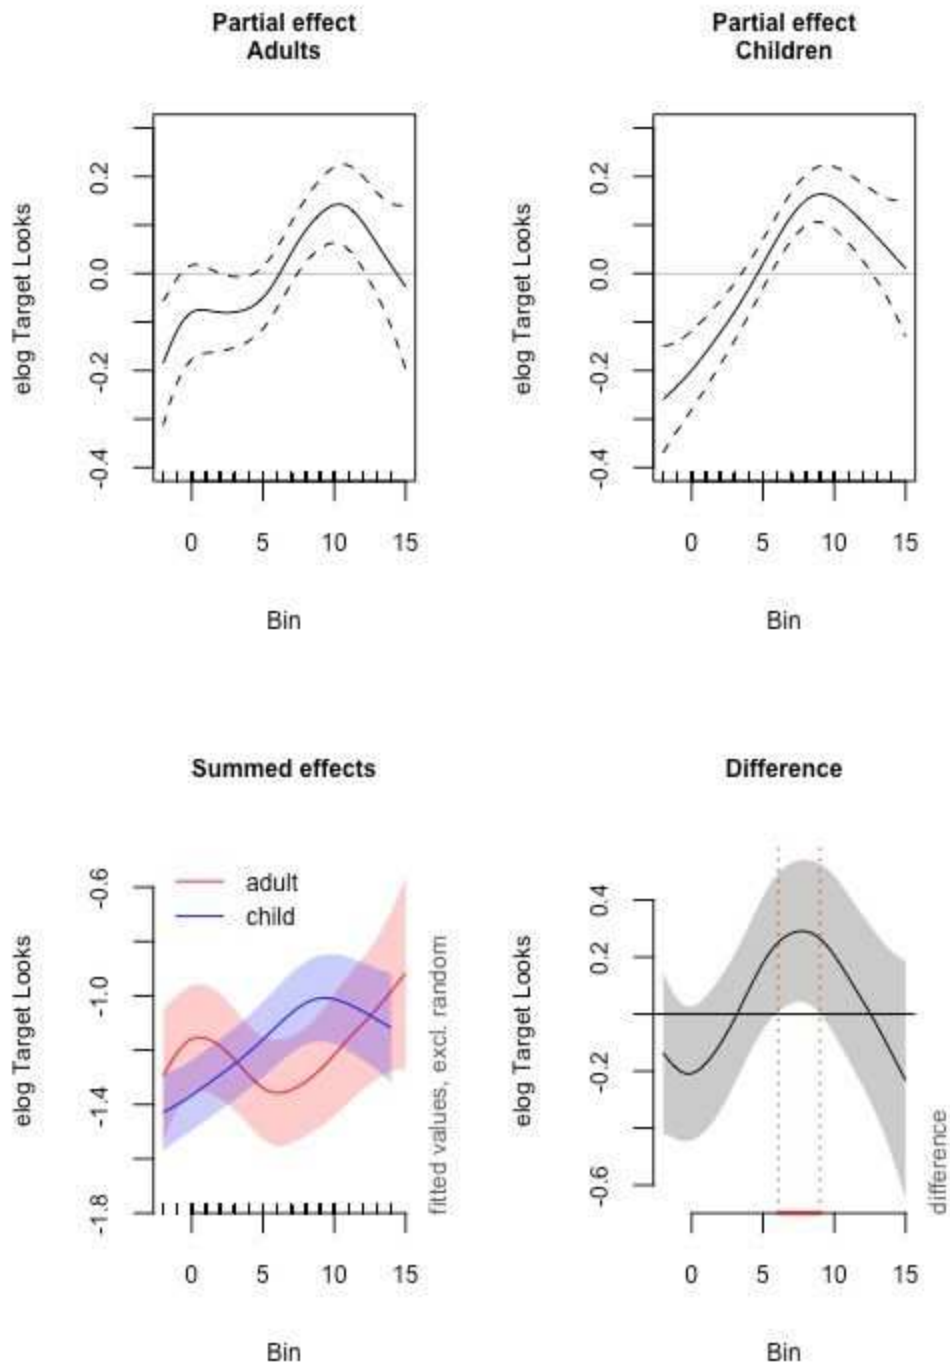 Partial effect
Adults
elog Target Looks
0.2
0.0
-0.2
-0.4
0 5 10 15
Bin
Partial effect
Children
elog Target Looks
0.2
0.0
-0.2
-0.4
0 5 10 15
Bin
Summed effects
elog Target Looks
-0.6
-1.0
-1.4
-1.8
adult
child
fitted values, excl. random
0 5 10 15
Bin
Difference
elog Target Looks
0.4
0.2
-0.2
-0.6
difference
0 5 10 15
Bin